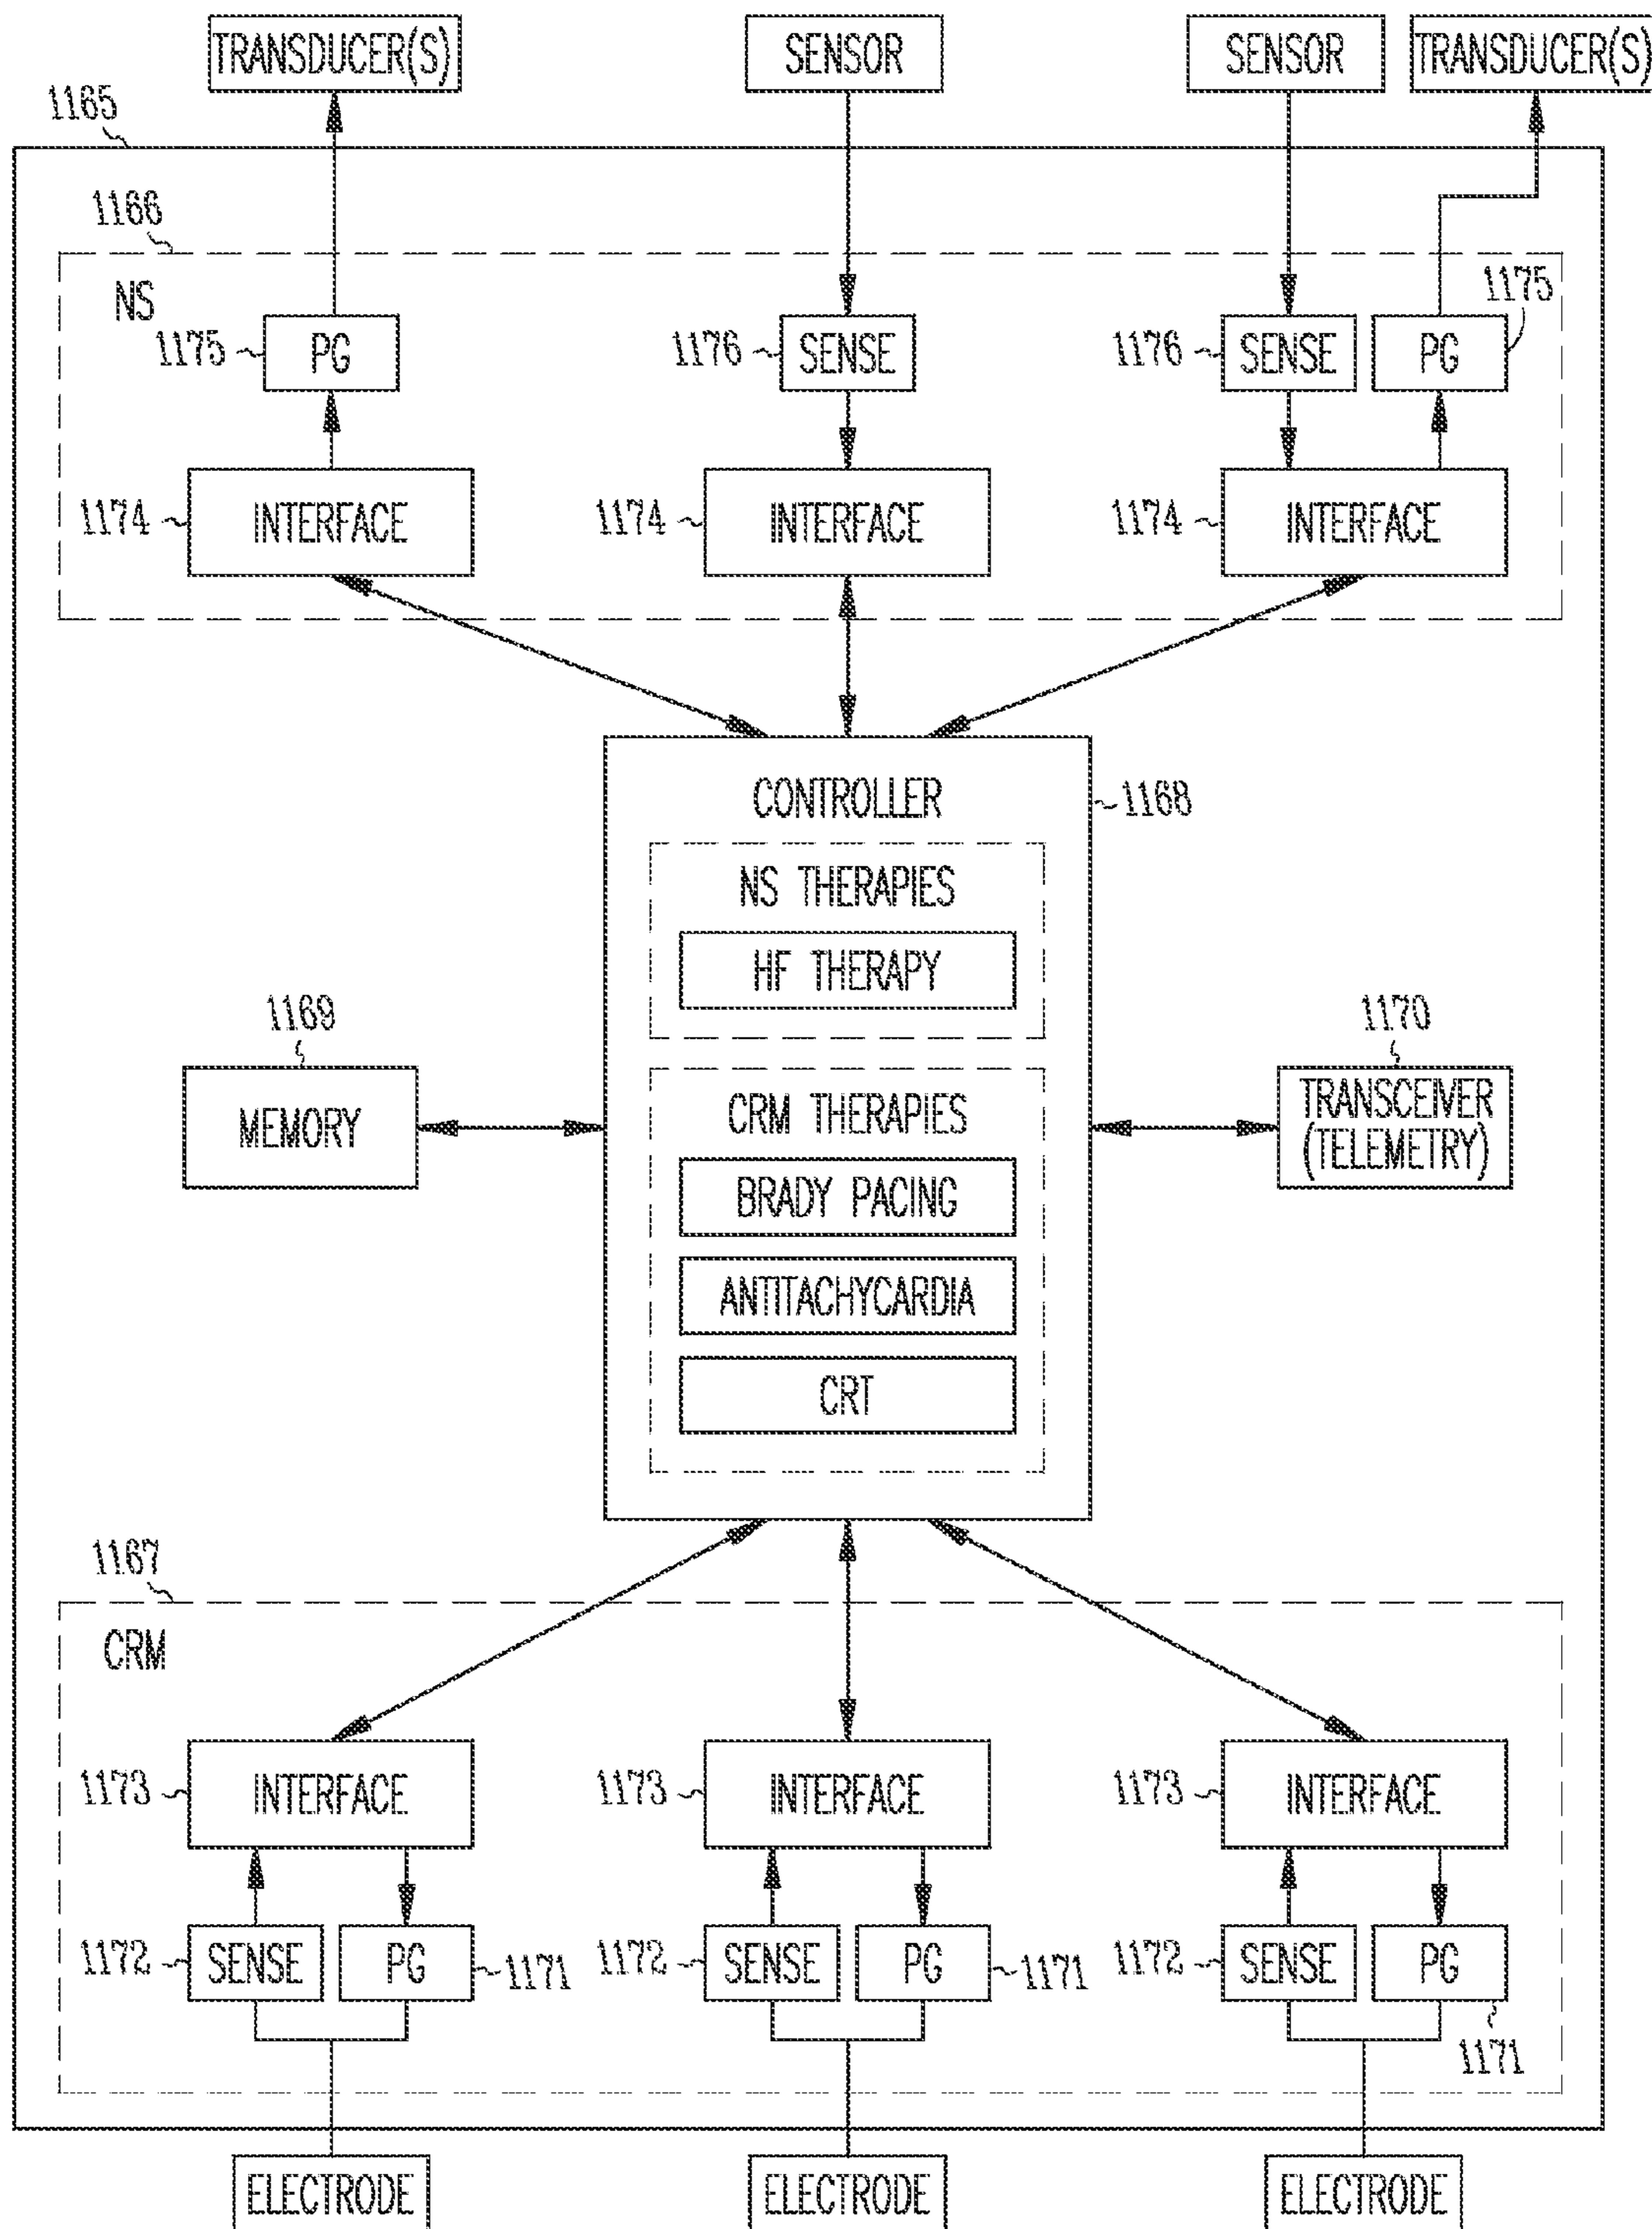 TRANSDUCER(S)
SENSOR
SENSOR
TRANSDUCER(S)
1165
1166
NS
1175
PG
1176
SENSE
1176
SENSE
PG
1175
1174
INTERFACE
1174
INTERFACE
1174
INTERFACE
CONTROLLER
1168
NS THERAPIES
HF THERAPY
1169
MEMORY
1170
TRANSCEIVER
(TELEMETRY)
CRM THERAPIES
BRADY PACING
ANTITACHYCARDIA
CRT
1167
CRM
1173
INTERFACE
1173
INTERFACE
1173
INTERFACE
1172
SENSE
PG
1171
1172
SENSE
PG
1171
1172
SENSE
PG
1171
ELECTRODE
ELECTRODE
ELECTRODE